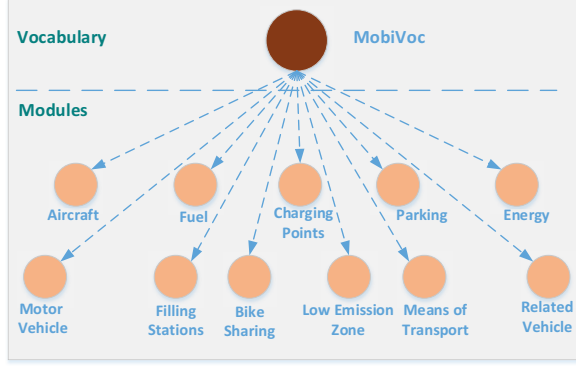 Vocabulary
MobiVoc
Modules
Aircraft
Fuel
Charging
Points
Parking
Energy
Motor
Vehicle
Filling
Stations
Bike
Sharing
Low Emission
Zone
Means of
Transport
Related
Vehicle